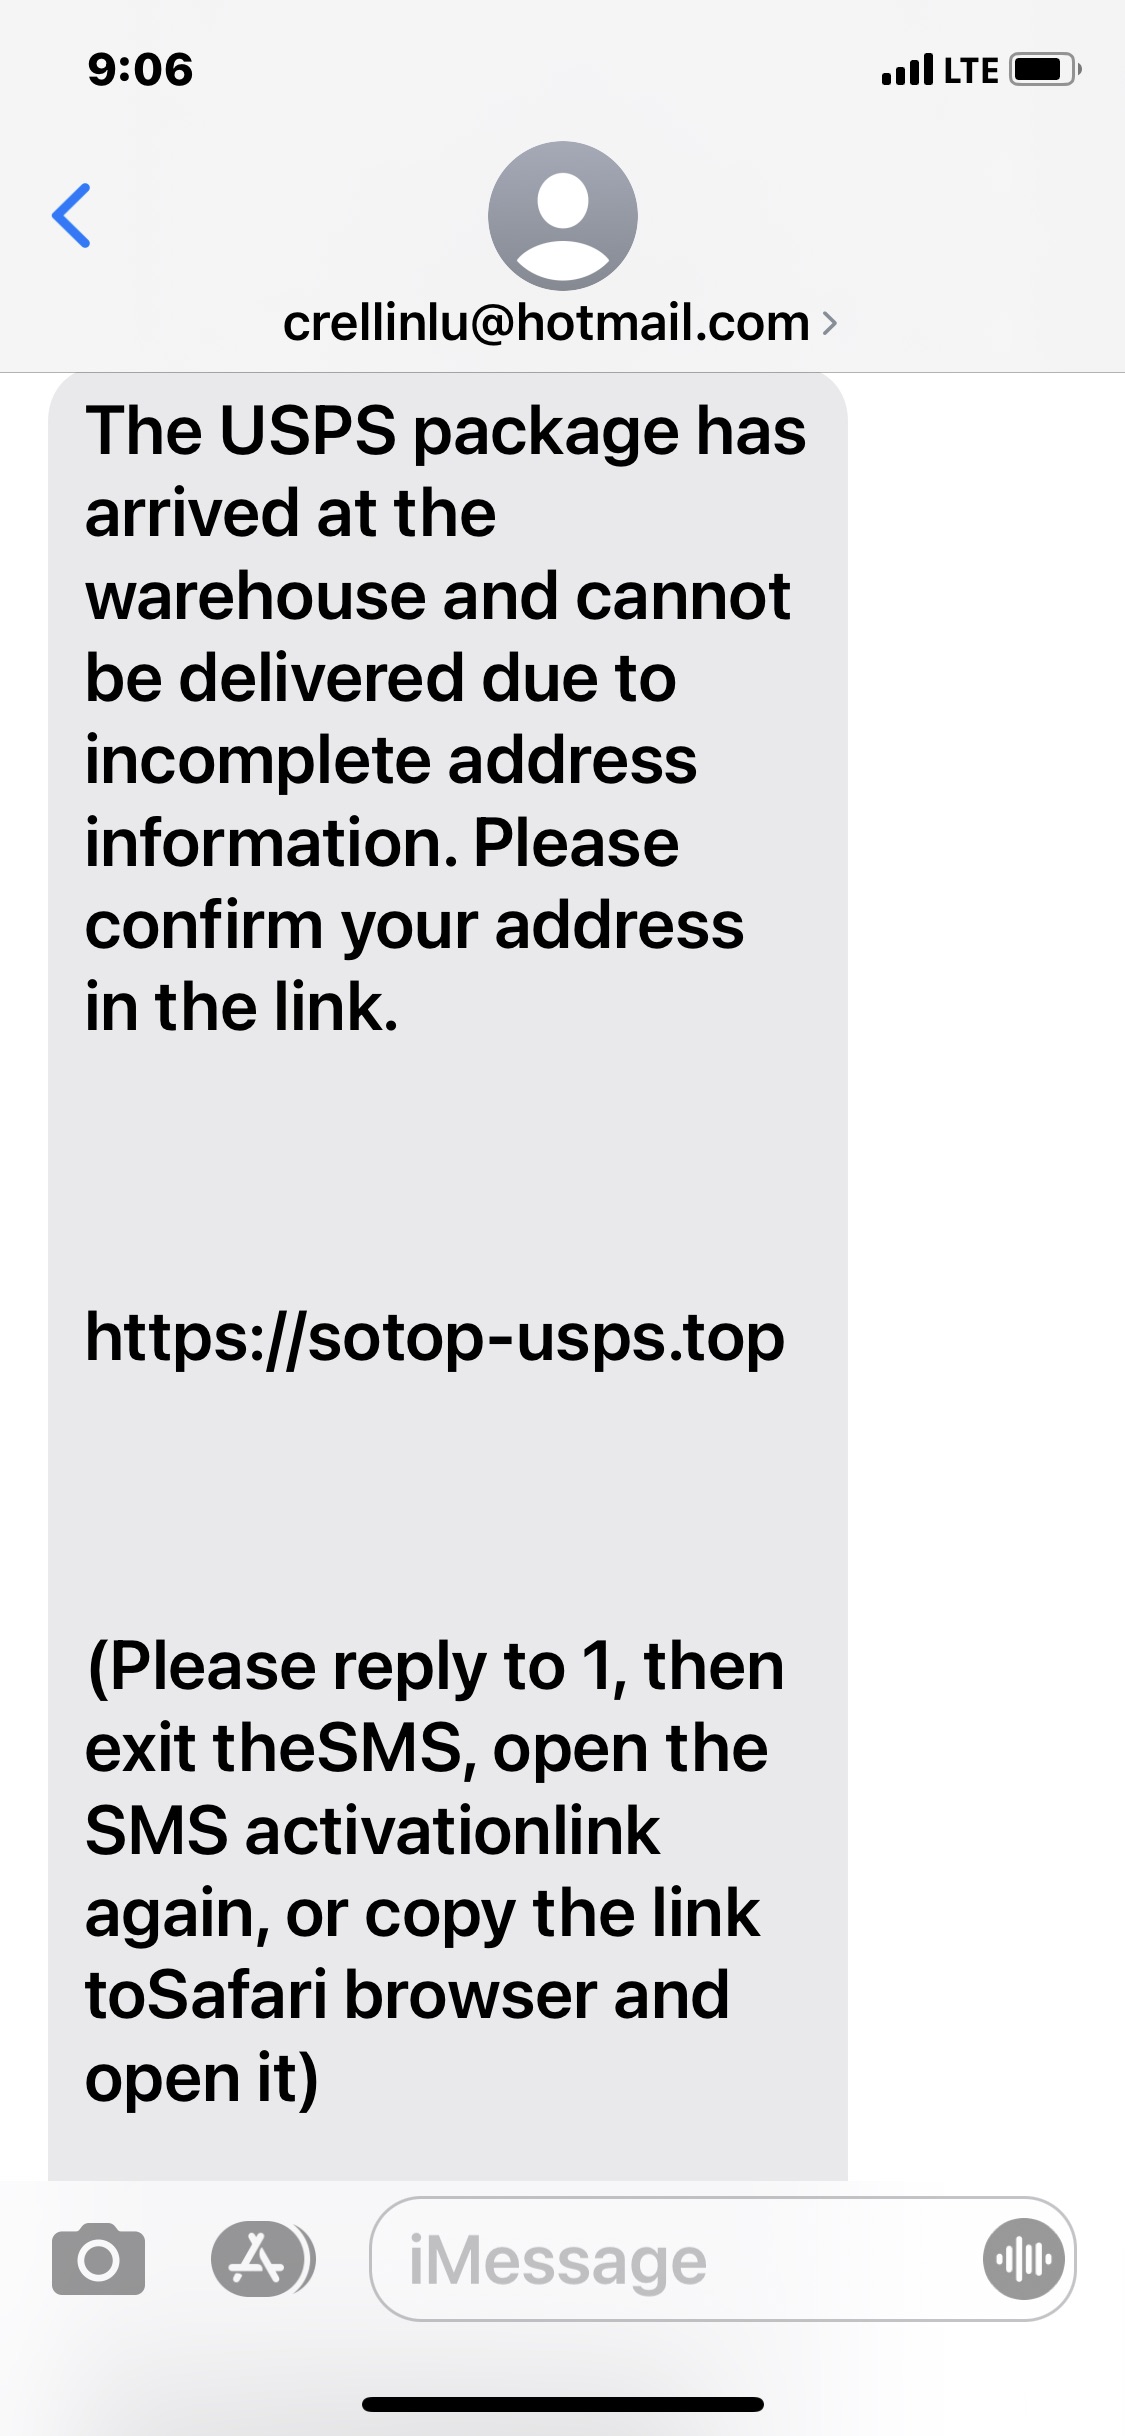 9:06
LTE
crellinlu@hotmail.com
The USPS package has
arrived at the
warehouse and cannot
be delivered due to
incomplete address
information. Please
confirm your address
in the link.
https://sotop-usps.top
(Please reply to 1, then
exit theSMS, open the
SMS activationlink
again, or copy the link
toSafari browser and
open it)
iMessage